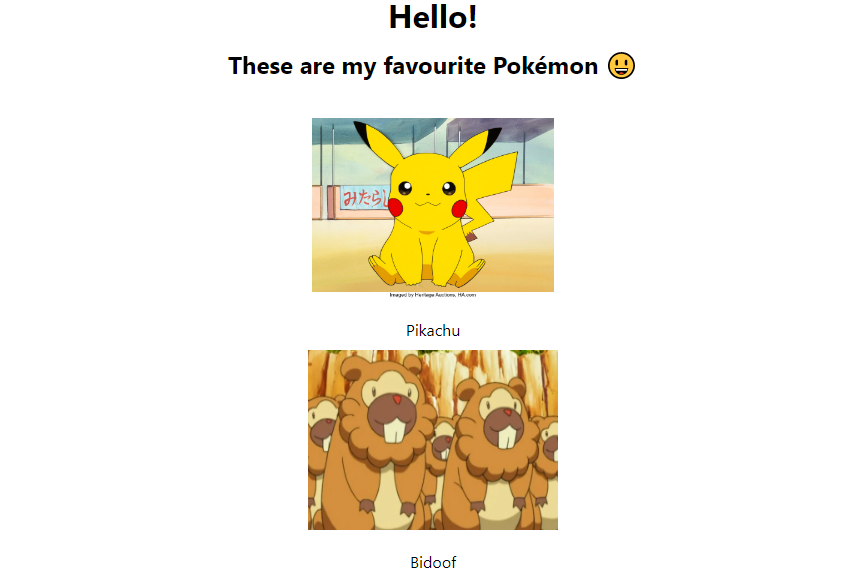 Hello!
These are my favourite Pokémon 😃
みたらし
Imaged by Heritage Auctions, HA.com
Pikachu
Bidoof